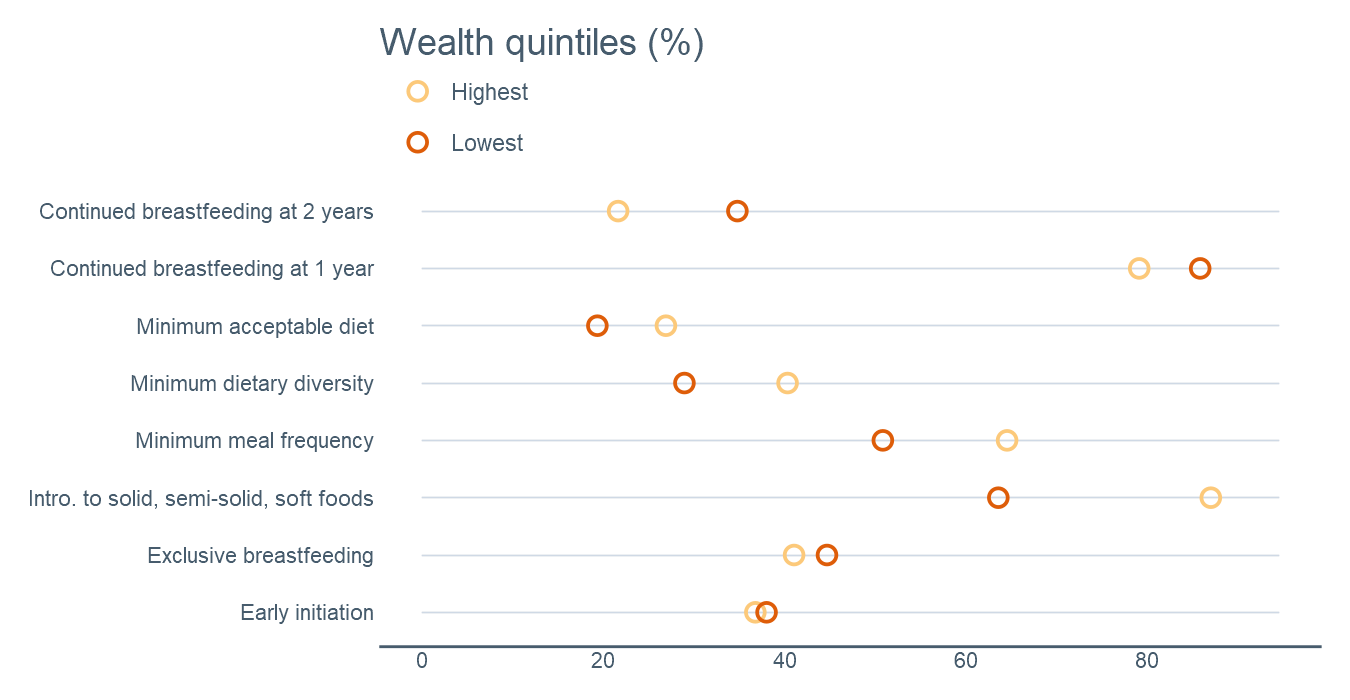 Wealth quintiles (%)
Highest
Lowest
Continued breastfeeding at 2 years
Continued breastfeeding at 1 year
Minimum acceptable diet
Minimum dietary diversity
Minimum meal frequency
Intro. to solid, semi-solid, soft foods
Exclusive breastfeeding
Early initiation
0 20 40 60 80